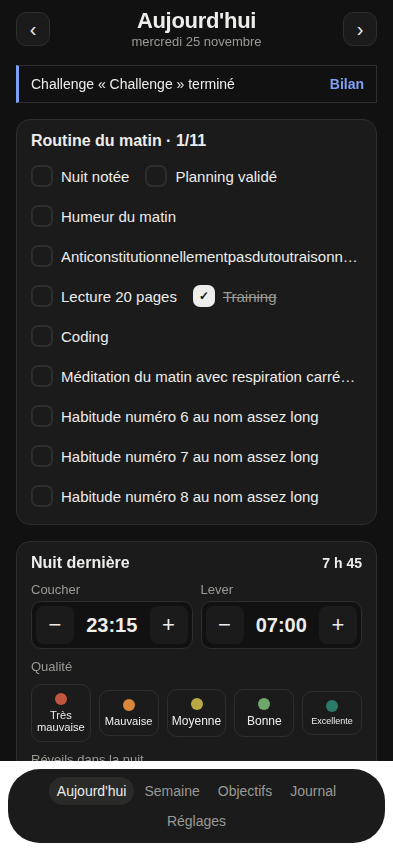 ‹ Aujourd'hui ›
mercredi 25 novembre
Challenge « Challenge » terminé Bilan
Routine du matin · 1/11
Nuit notée Planning validé
Humeur du matin
Anticonstitutionnellementpasdutoutraisonn…
Lecture 20 pages ✓ Training
Coding
Méditation du matin avec respiration carré…
Habitude numéro 6 au nom assez long
Habitude numéro 7 au nom assez long
Habitude numéro 8 au nom assez long
Nuit dernière 7 h 45
Coucher Lever
− 23:15 + − 07:00 +
Qualité
Très mauvaise Mauvaise Moyenne Bonne Excellente
Réveils dans la nuit
Aujourd'hui Semaine Objectifs Journal
Réglages